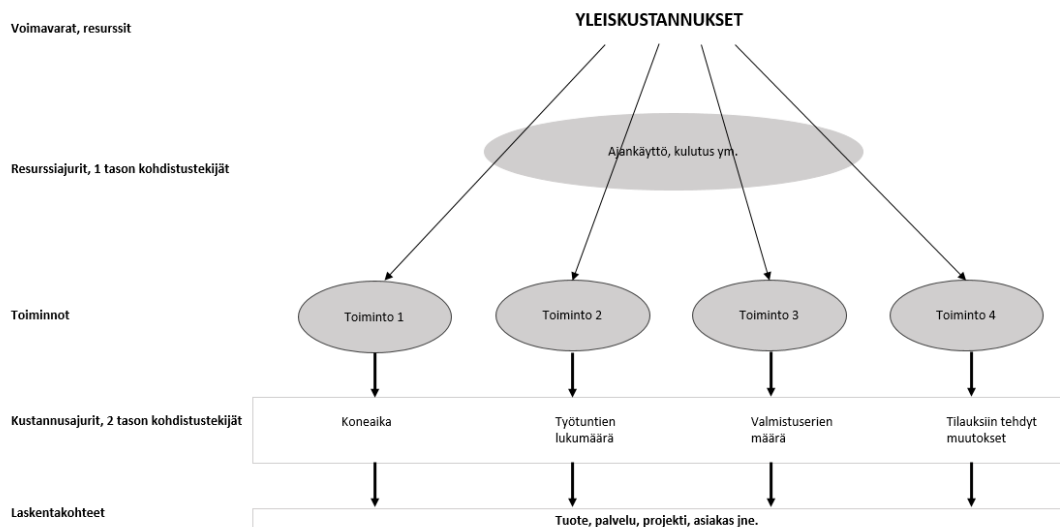 Voimavarat, resurssit
YLEISKUSTANNUKSET
Resurssiajurit, 1 tason kohdistustekijät
Ajankäyttö, kulutus ym.
Toiminnot
Toiminto 1
Toiminto 2
Toiminto 3
Toiminto 4
Kustannusajurit, 2 tason kohdistustekijät
Koneaika
Työtuntien
lukumäärä
Valmistuserien
määrä
Tilauksiin tehdyt
muutokset
Laskentakohteet
Tuote, palvelu, projekti, asiakas jne.